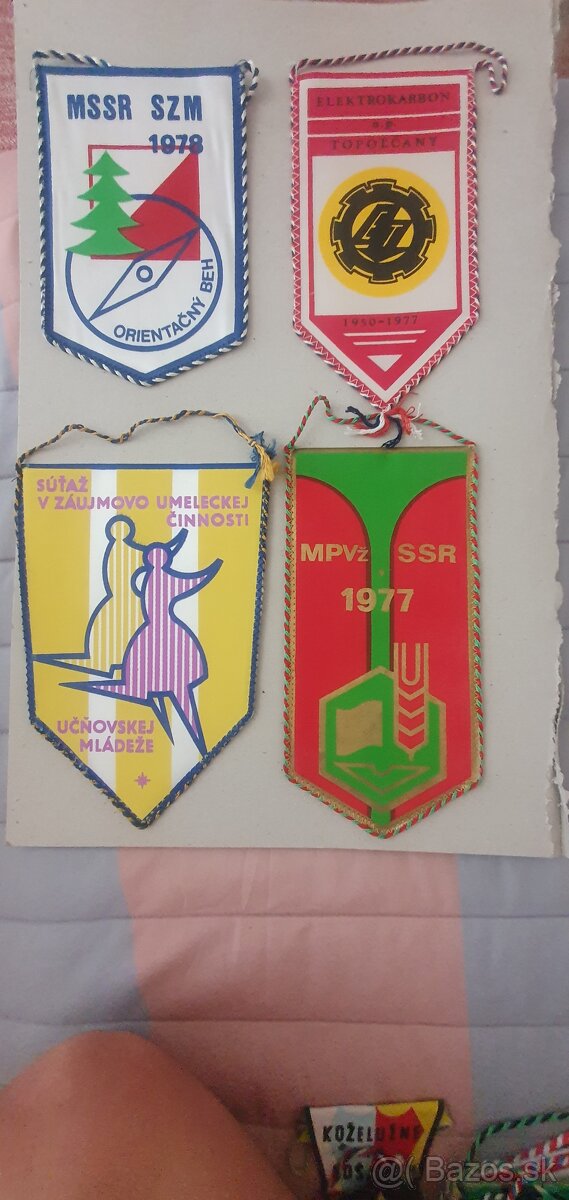 MSSR SZM
1978
ORIENTAČNÝ BEH
ELEKTROKARBON
n.p.
TOPOĽČANY
1950-1977
SÚŤAŽ
V ZÁUJMOVO UMELECKEJ
ČINNOSTI
UČŇOVSKEJ
MLÁDEŽE
MPVŽ SSR
1977
KOŽELUŽNE
Bazos.sk